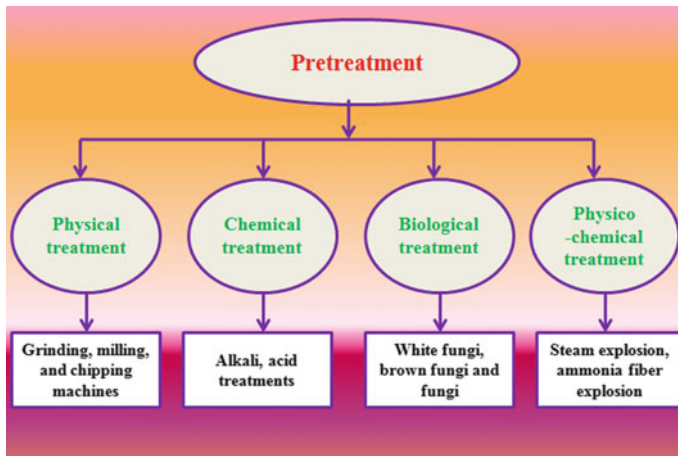 Pretreatment
Physical
treatment
Chemical
treatment
Biological
treatment
Physico
-chemical
treatment
Grinding, milling,
and chipping
machines
Alkali, acid
treatments
White fungi,
brown fungi and
fungi
Steam explosion,
ammonia fiber
explosion